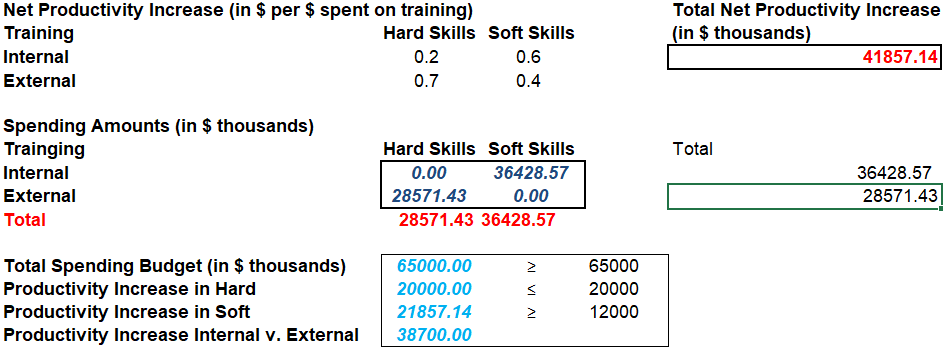 Net Productivity Increase (in $ per $ spent on training) Total Net Productivity Increase
Training Hard Skills Soft Skills (in $ thousands)
Internal 0.2 0.6 41857.14
External 0.7 0.4
Spending Amounts (in $ thousands)
Trainging Hard Skills Soft Skills Total
Internal 0.00 36428.57 36428.57
External 28571.43 0.00 28571.43
Total 28571.43 36428.57
Total Spending Budget (in $ thousands) 65000.00 ≥ 65000
Productivity Increase in Hard 20000.00 ≤ 20000
Productivity Increase in Soft 21857.14 ≥ 12000
Productivity Increase Internal v. External 38700.00